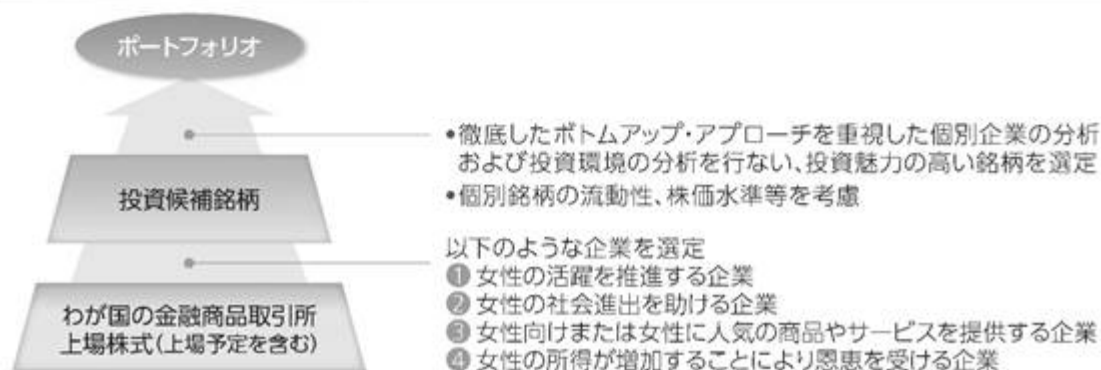 ポートフォリオ
•徹底したボトムアップ・アプローチを重視した個別企業の分析
および投資環境の分析を行ない、投資魅力の高い銘柄を選定
•個別銘柄の流動性、株価水準等を考慮
投資候補銘柄
以下のような企業を選定
❶ 女性の活躍を推進する企業
❷ 女性の社会進出を助ける企業
❸ 女性向けまたは女性に人気の商品やサービスを提供する企業
❹ 女性の所得が増加することにより恩恵を受ける企業
わが国の金融商品取引所
上場株式(上場予定を含む)